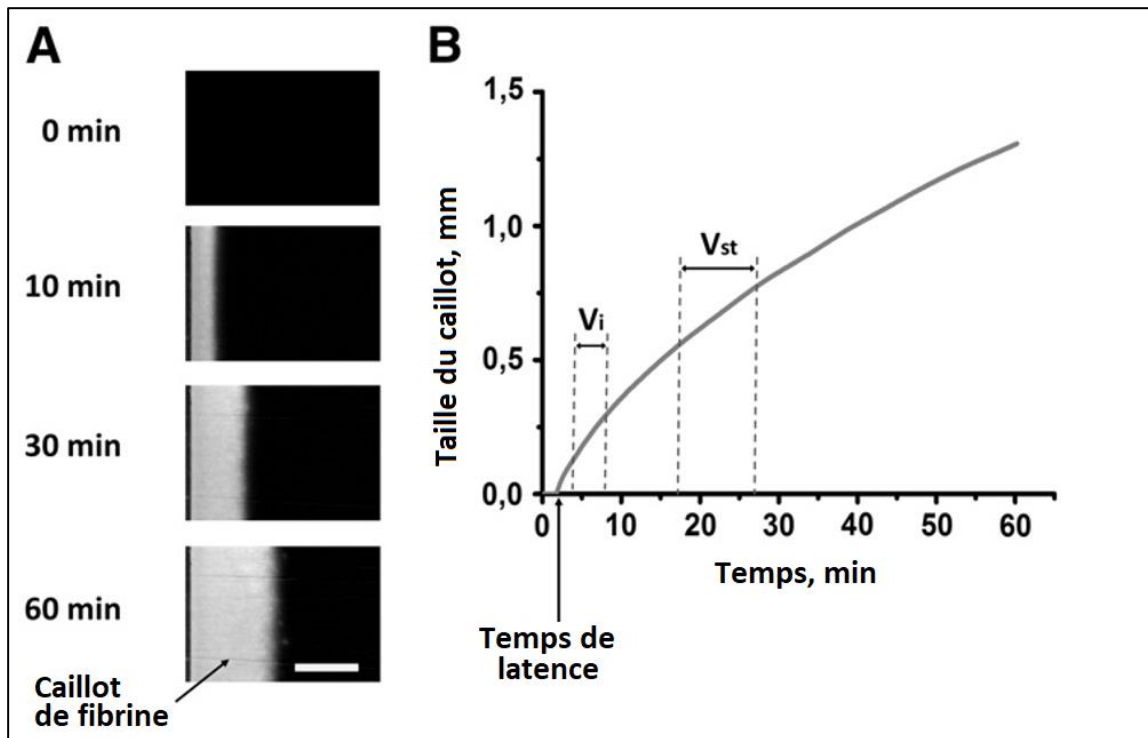 A
0 min
10 min
30 min
60 min
Caillot
de fibrine
B
Taille du caillot, mm
1,5
1,0
0,5
0,0
Vi
Vst
0 10 20 30 40 50 60
Temps, min
Temps de
latence